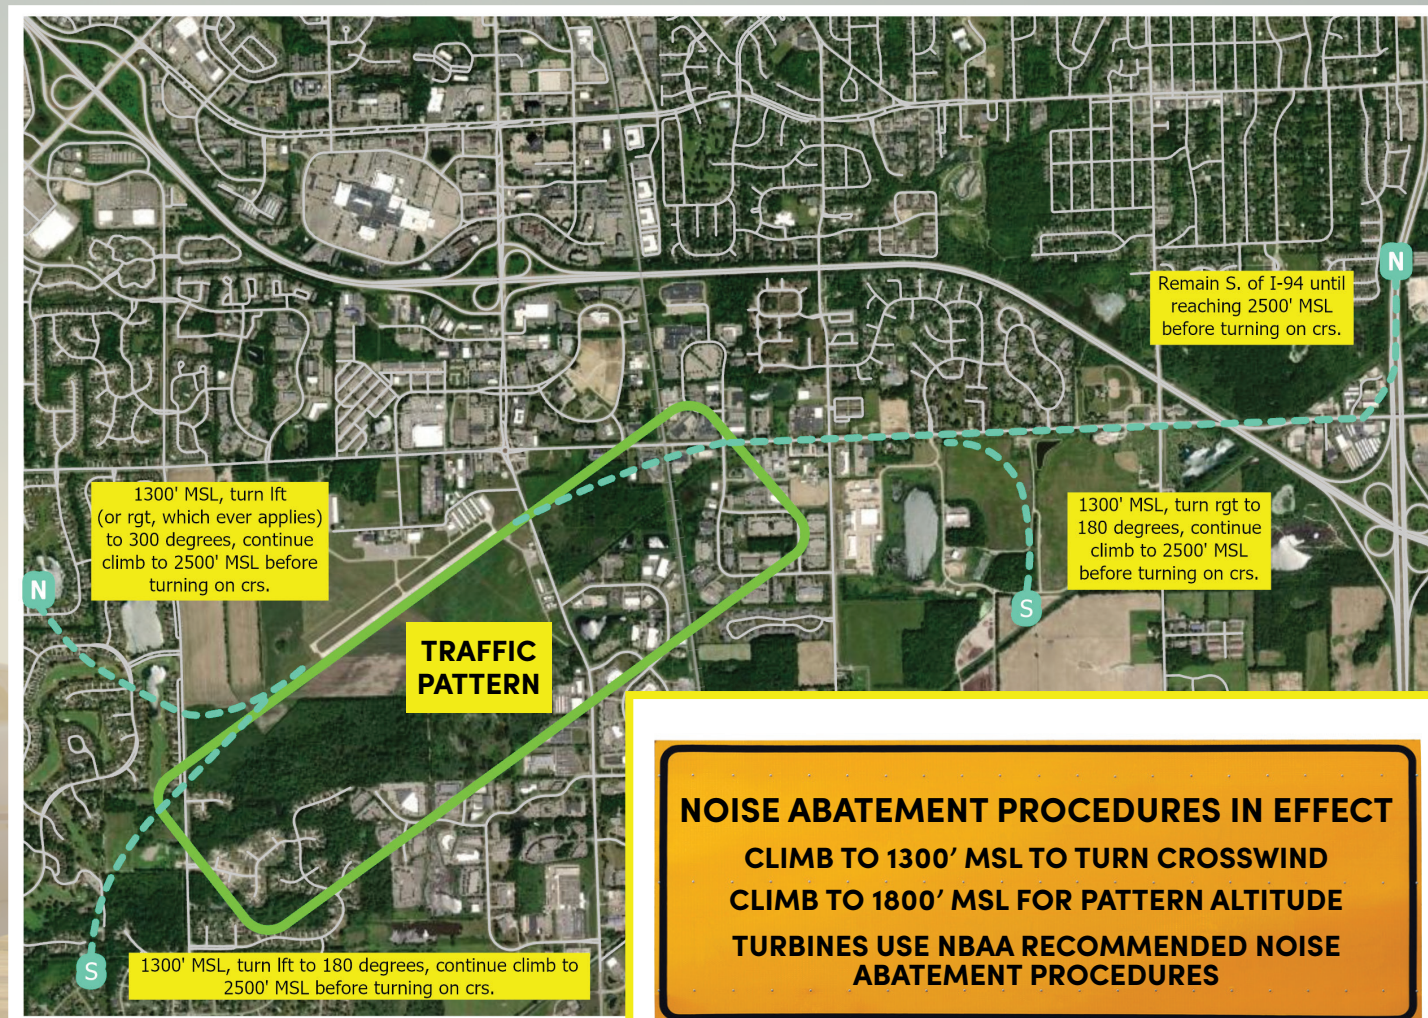 N
Remain S. of I-94 until
reaching 2500' MSL
before turning on crs.
1300' MSL, turn lft
(or rgt, which ever applies)
to 300 degrees, continue
climb to 2500' MSL before
turning on crs.
1300' MSL, turn rgt to
180 degrees, continue
climb to 2500' MSL
before turning on crs.
N
S
TRAFFIC
PATTERN
NOISE ABATEMENT PROCEDURES IN EFFECT
CLIMB TO 1300′ MSL TO TURN CROSSWIND
CLIMB TO 1800′ MSL FOR PATTERN ALTITUDE
TURBINES USE NBAA RECOMMENDED NOISE
ABATEMENT PROCEDURES
S
1300' MSL, turn lft to 180 degrees, continue climb to
2500' MSL before turning on crs.